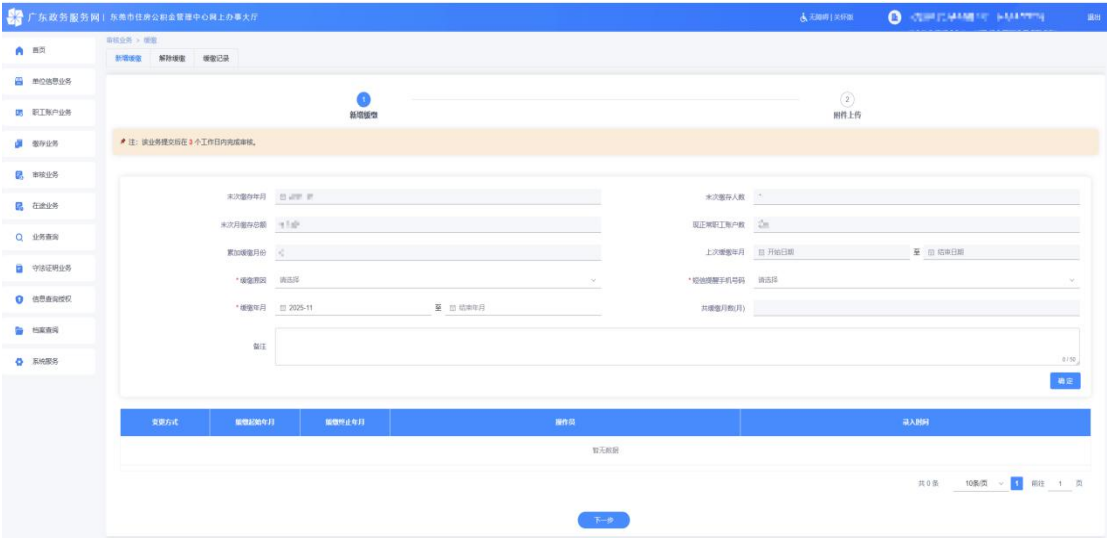 广东政务服务网 | 东莞市住房公积金管理中心网上办事大厅
无障碍 | 关怀版
退出
首页
单位信息业务
职工账户业务
缴存业务
审核业务
在途业务
业务查询
守法证明业务
信息查询授权
档案查询
系统服务
审核业务 > 缓缴
新增缓缴 解除缓缴 缓缴记录
1 2
新增缓缴 附件上传
注：该业务提交后在 3 个工作日内完成审核。
末次缴存年月 末次缴存人数
末次月缴存总额 现正常职工账户数
累加缓缴月份 上次缓缴年月 开始日期 至 结束日期
* 缓缴原因 请选择 * 短信提醒手机号码 请选择
* 缓缴年月 2025-11 至 结束年月 共缓缴月数(月)
备注
0 / 50
确 定
变更方式 缓缴起始年月 缓缴终止年月 操作员 录入时间
暂无数据
共 0 条 10条/页 1 前往 1 页
下一步